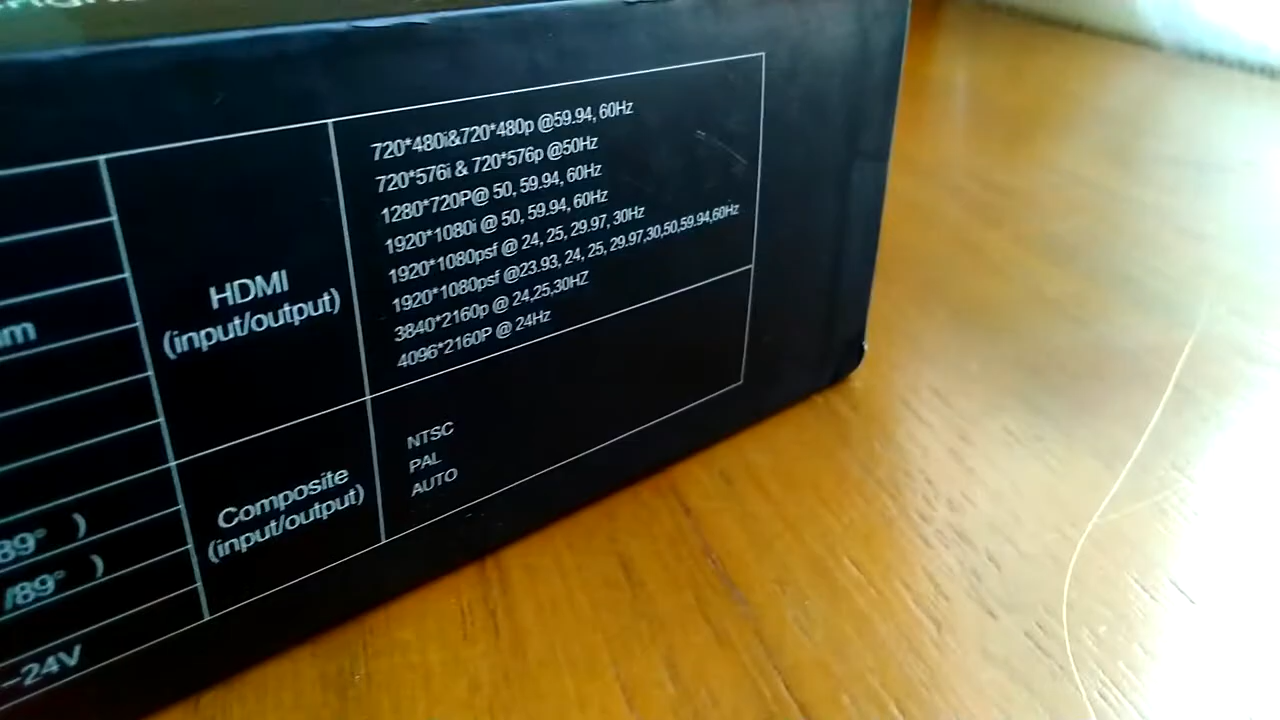 HDMI
(input/output)
720*480i&720*480p @59.94, 60Hz
720*576i & 720*576p @50Hz
1280*720P@ 50, 59.94, 60Hz
1920*1080i @ 50, 59.94, 60Hz
1920*1080psf @ 24, 25, 29.97, 30Hz
1920*1080psf @23.93, 24, 25, 29.97,30,50,59.94,60Hz
3840*2160p @ 24,25,30HZ
4096*2160P @ 24Hz
Composite
(input/output)
NTSC
PAL
AUTO
89° )
/89° )
–24V